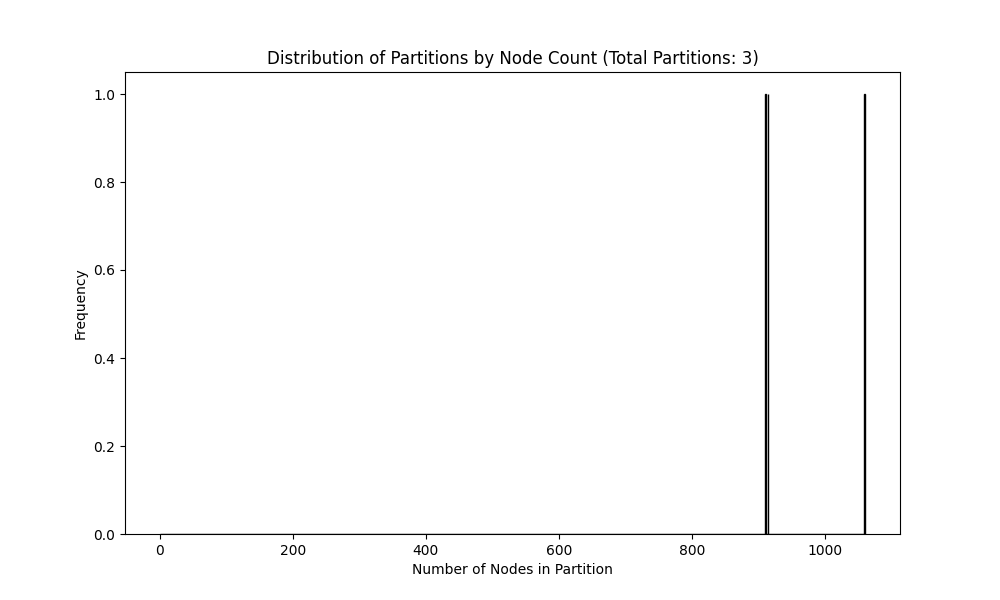 Distribution of Partitions by Node Count (Total Partitions: 3)
1.0
0.8
0.6
0.4
0.2
0.0
Frequency
0 200 400 600 800 1000
Number of Nodes in Partition